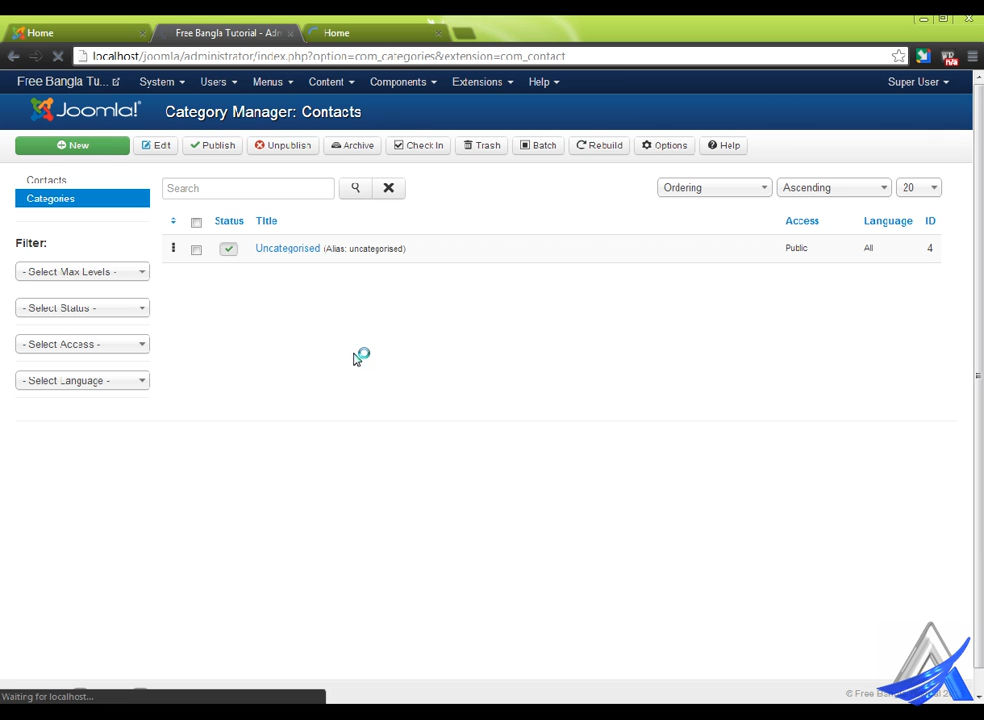 Home
Free Bangla Tutorial - Adn
Home
localhost/joomla/administrator/index.php?option=com_categories&extension=com_contact
Free Bangla Tu... System Users Menus Content Components Extensions Help Super User
Joomla! Category Manager: Contacts
New Edit Publish Unpublish Archive Check In Trash Batch Rebuild Options Help
Contacts
Categories
Search
Ordering Ascending 20
Status Title Access Language ID
Uncategorised (Alias: uncategorised) Public All 4
Filter:
- Select Max Levels -
- Select Status -
- Select Access -
- Select Language -
Waiting for localhost...
© Free